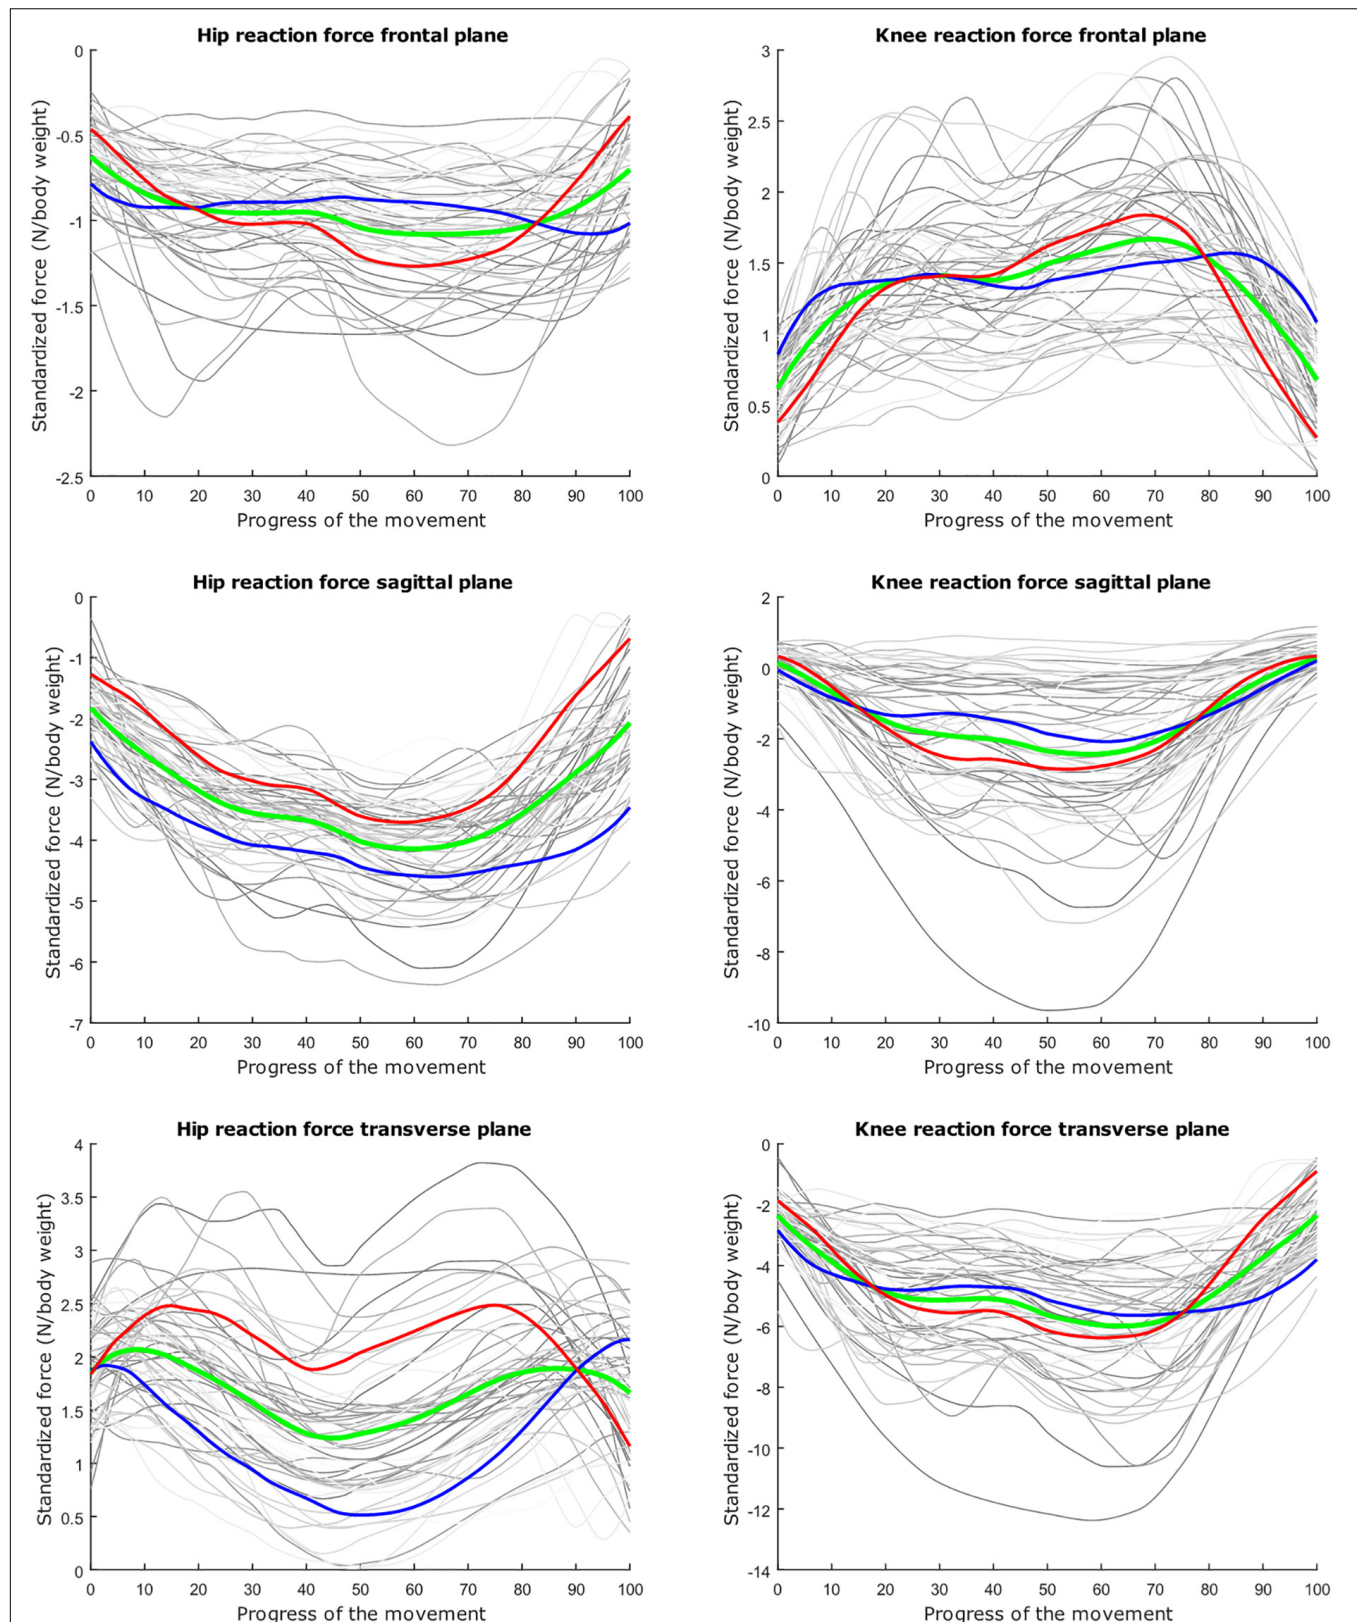 Hip reaction force frontal plane
Standardized force (N/body weight)
0
-0.5
-1
-1.5
-2
-2.5
0 10 20 30 40 50 60 70 80 90 100
Progress of the movement
Knee reaction force frontal plane
Standardized force (N/body weight)
3
2.5
2
1.5
1
0.5
0
0 10 20 30 40 50 60 70 80 90 100
Progress of the movement
Hip reaction force sagittal plane
Standardized force (N/body weight)
0
-1
-2
-3
-4
-5
-6
-7
0 10 20 30 40 50 60 70 80 90 100
Progress of the movement
Knee reaction force sagittal plane
Standardized force (N/body weight)
2
0
-2
-4
-6
-8
-10
0 10 20 30 40 50 60 70 80 90 100
Progress of the movement
Hip reaction force transverse plane
Standardized force (N/body weight)
4
3.5
3
2.5
2
1.5
1
0.5
0
0 10 20 30 40 50 60 70 80 90 100
Progress of the movement
Knee reaction force transverse plane
Standardized force (N/body weight)
0
-2
-4
-6
-8
-10
-12
-14
0 10 20 30 40 50 60 70 80 90 100
Progress of the movement